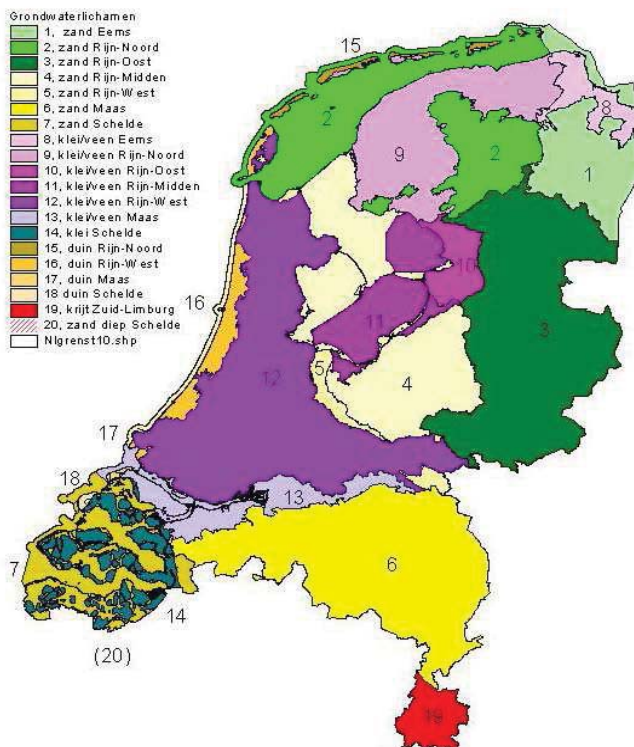 Grondwaterlichamen
1, zand Eems
2, zand Rijn-Noord
3, zand Rijn-Oost
4, zand Rijn-Midden
5, zand Rijn-West
6, zand Maas
7, zand Schelde
8, klei/veen Eems
9, klei/veen Rijn-Noord
10, klei/veen Rijn-Oost
11, klei/veen Rijn-Midden
12, klei/veen Rijn-West
13, klei/veen Maas
14, klei Schelde
15, duin Rijn-Noord
16, duin Rijn-West
17, duin Maas
18 duin Schelde
19, krijtZuid-Limburg
20, zand diep Schelde
Nlgrenst10.shp
15
2
8
9
2
1
10
16
11
3
5
12
4
17
18
13
6
7
14
(20)
19